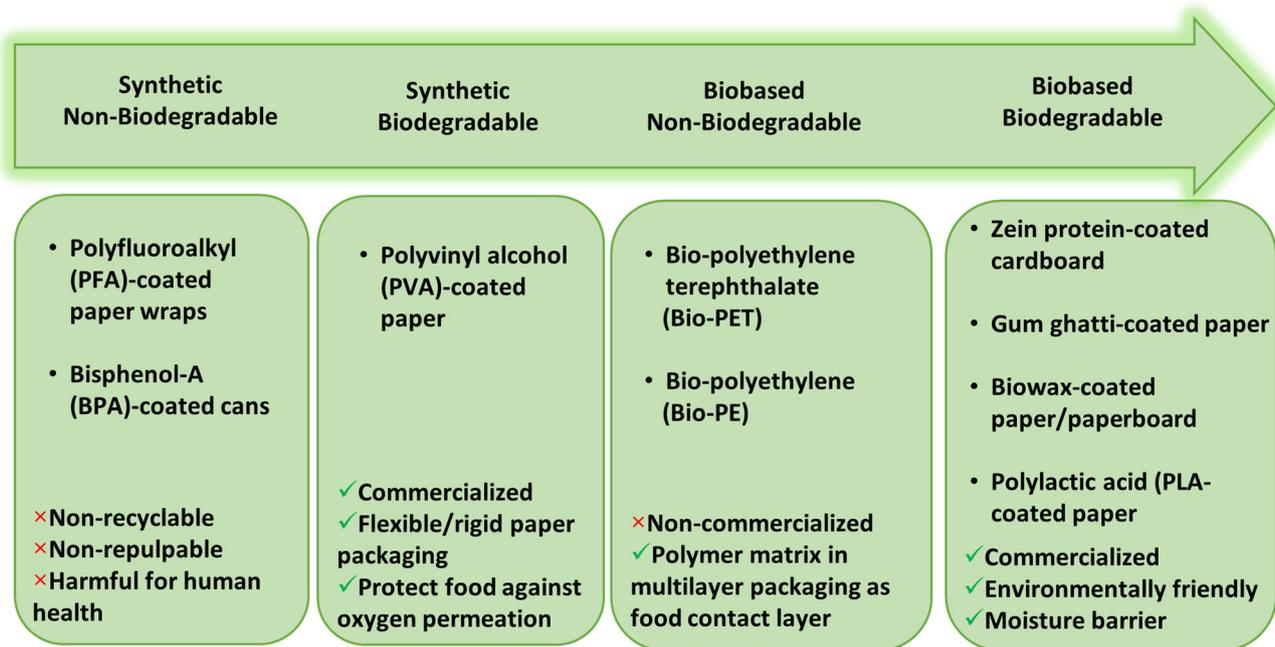 Synthetic
Non-Biodegradable
Synthetic
Biodegradable
Biobased
Non-Biodegradable
Biobased
Biodegradable
• Polyfluoroalkyl
(PFA)-coated
paper wraps
• Bisphenol-A
(BPA)-coated cans
×Non-recyclable
×Non-repulpable
×Harmful for human
health
• Polyvinyl alcohol
(PVA)-coated
paper
✓Commercialized
✓Flexible/rigid paper
packaging
✓Protect food against
oxygen permeation
• Bio-polyethylene
terephthalate
(Bio-PET)
• Bio-polyethylene
(Bio-PE)
×Non-commercialized
✓Polymer matrix in
multilayer packaging as
food contact layer
• Zein protein-coated
cardboard
• Gum ghatti-coated paper
• Biowax-coated
paper/paperboard
• Polylactic acid (PLA-
coated paper
✓Commercialized
✓Environmentally friendly
✓Moisture barrier